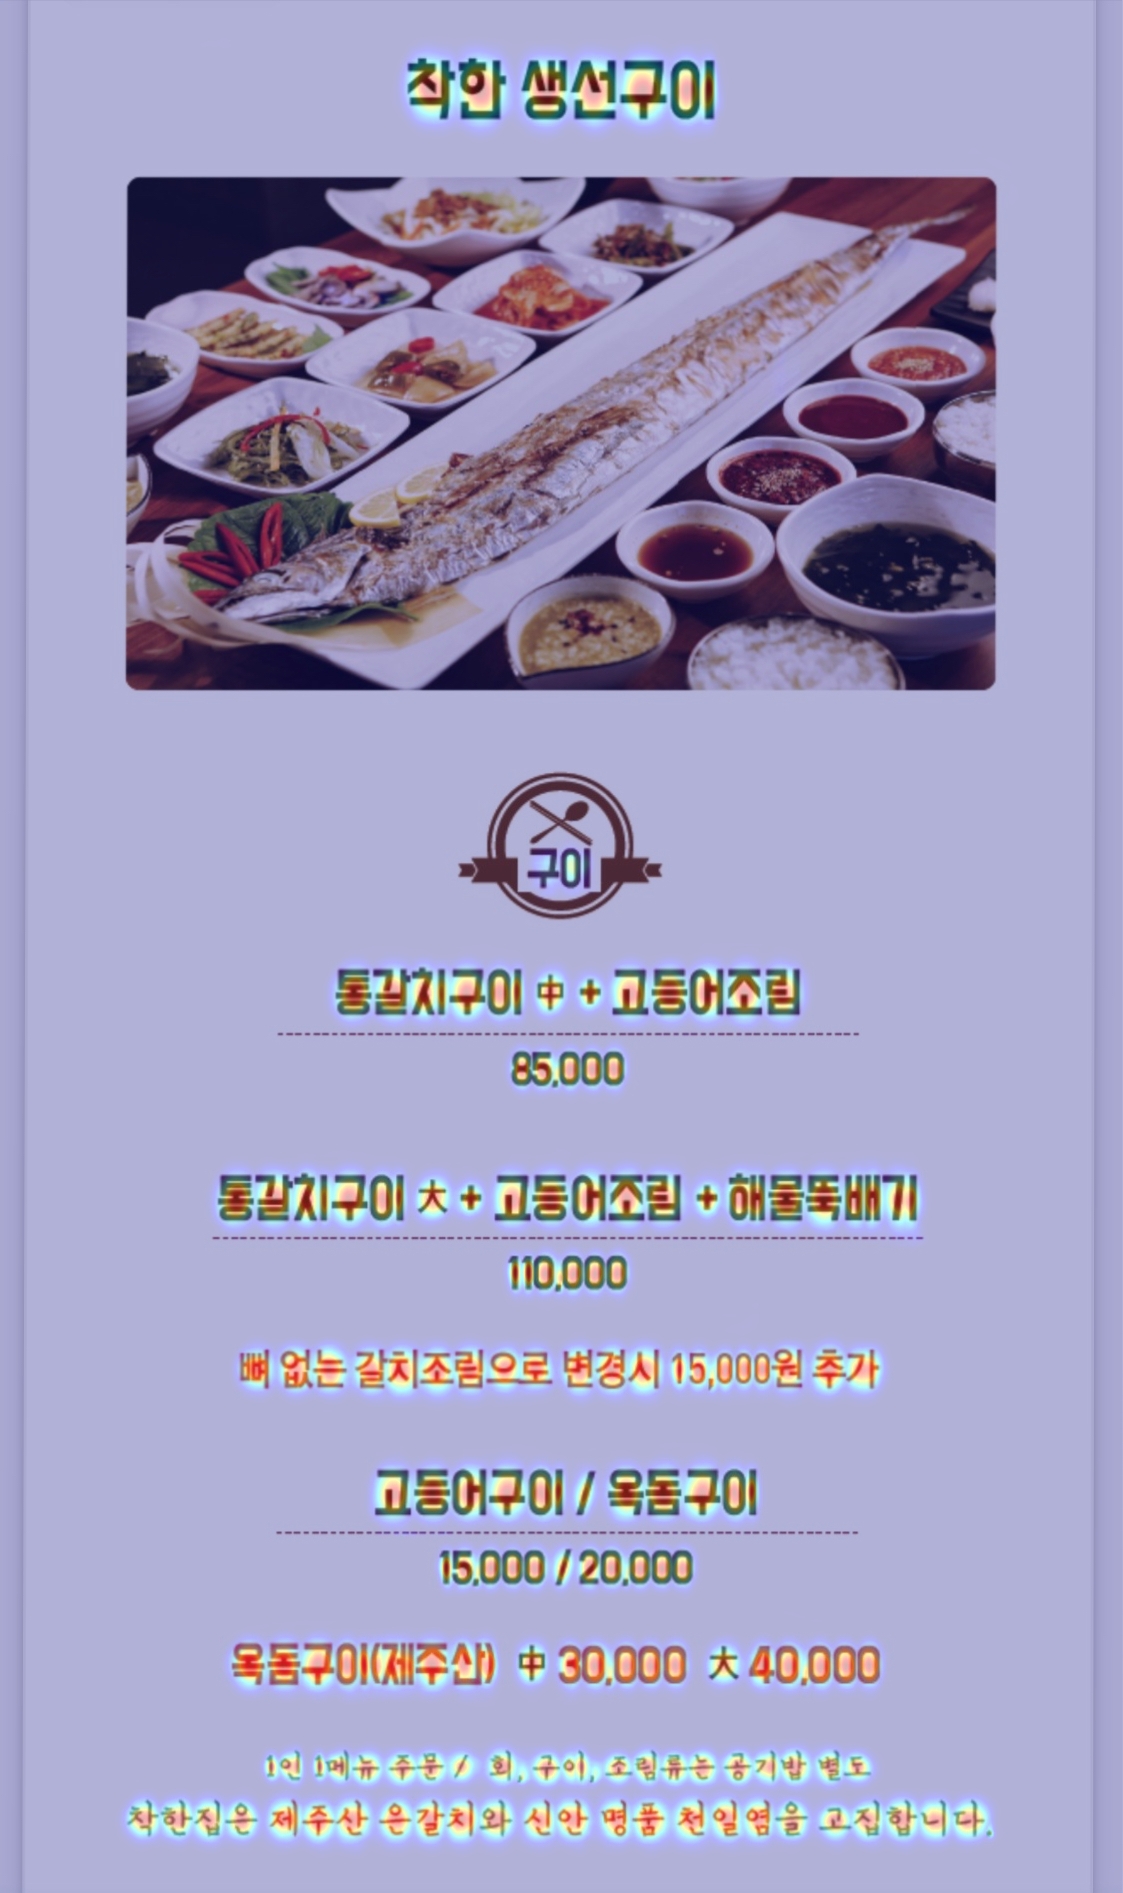 착한 생선구이
구이
통갈치구이 中 + 고등어조림
85,000
통갈치구이 大 + 고등어조림 + 해물뚝배기
110,000
뼈 없는 갈치조림으로 변경시 15,000원 추가
고등어구이 / 옥돔구이
15,000 / 20,000
옥돔구이(제주산) 中 30,000 大 40,000
1인 1메뉴 주문 / 회, 구이, 조림류는 공기밥 별도
착한집은 제주산 은갈치와 신안 명품 천일염을 고집합니다.